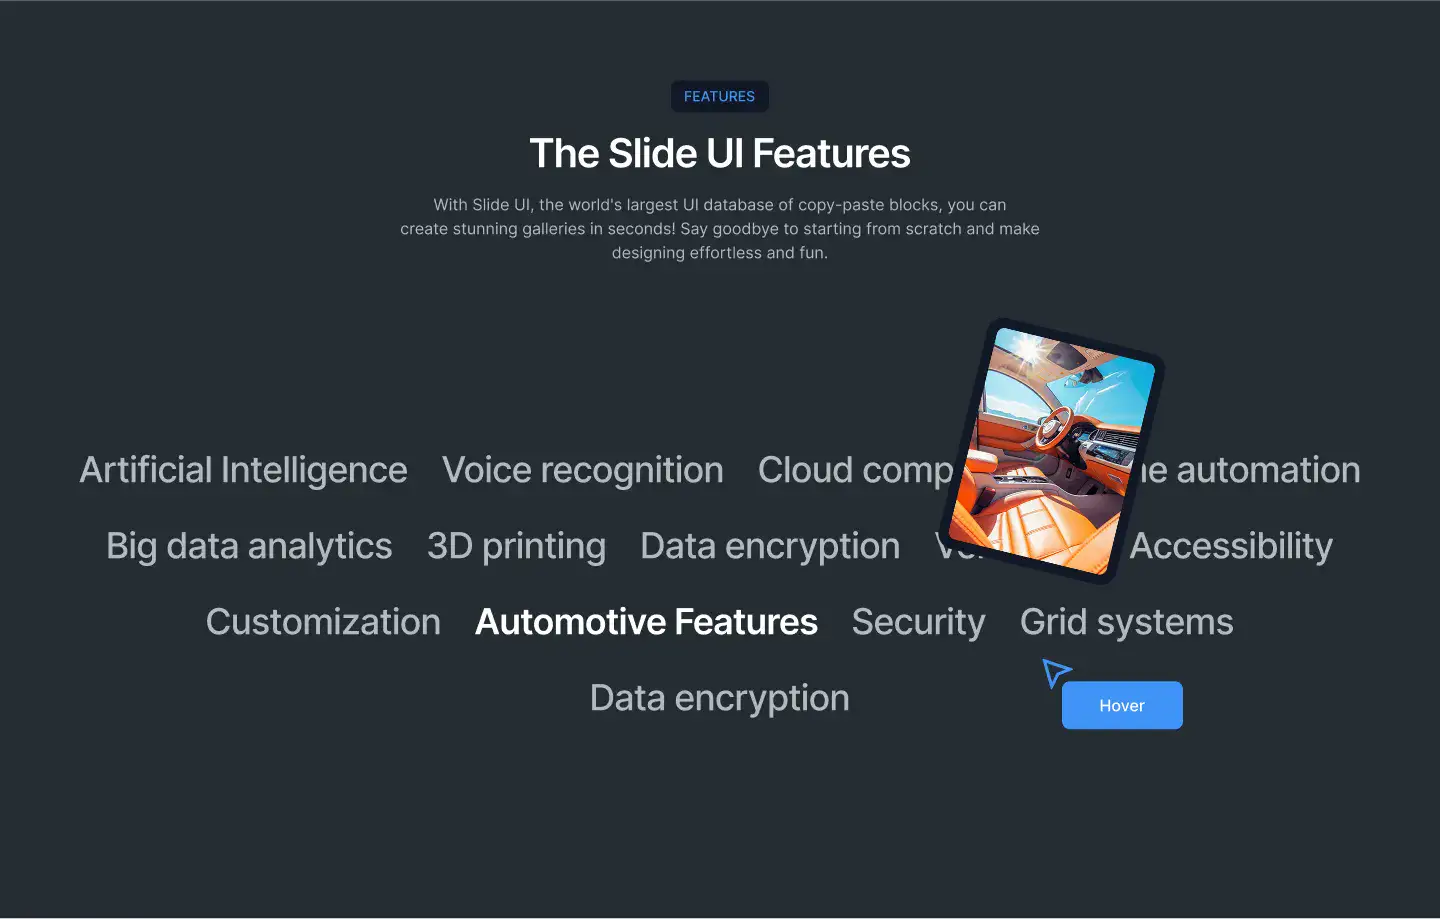 FEATURES
The Slide UI Features
With Slide UI, the world's largest UI database of copy-paste blocks, you can
create stunning galleries in seconds! Say goodbye to starting from scratch and make
designing effortless and fun.
Artificial Intelligence Voice recognition Cloud comp automation
Big data analytics 3D printing Data encryption Accessibility
Customization Automotive Features Security Grid systems
Data encryption
Hover